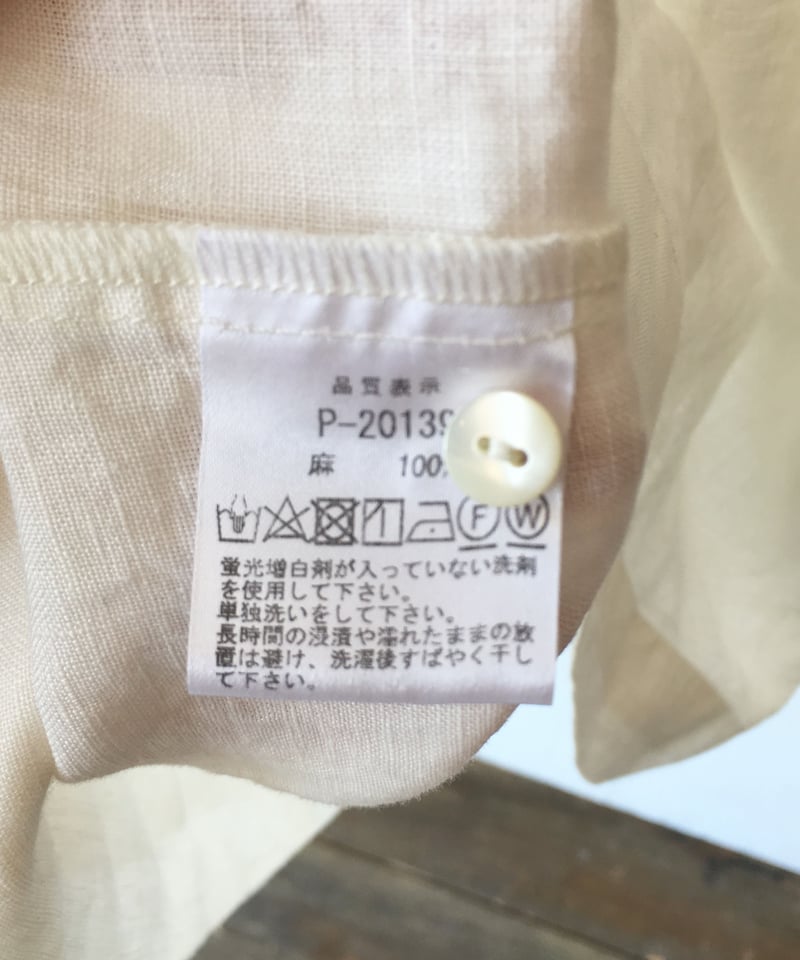 品質表示
P-20139
麻 100
F W
蛍光増白剤が入っていない洗剤
を使用して下さい。
単独洗いをして下さい。
長時間の浸漬や濡れたままの放
置は避け、洗濯後すばやく干し
て下さい。